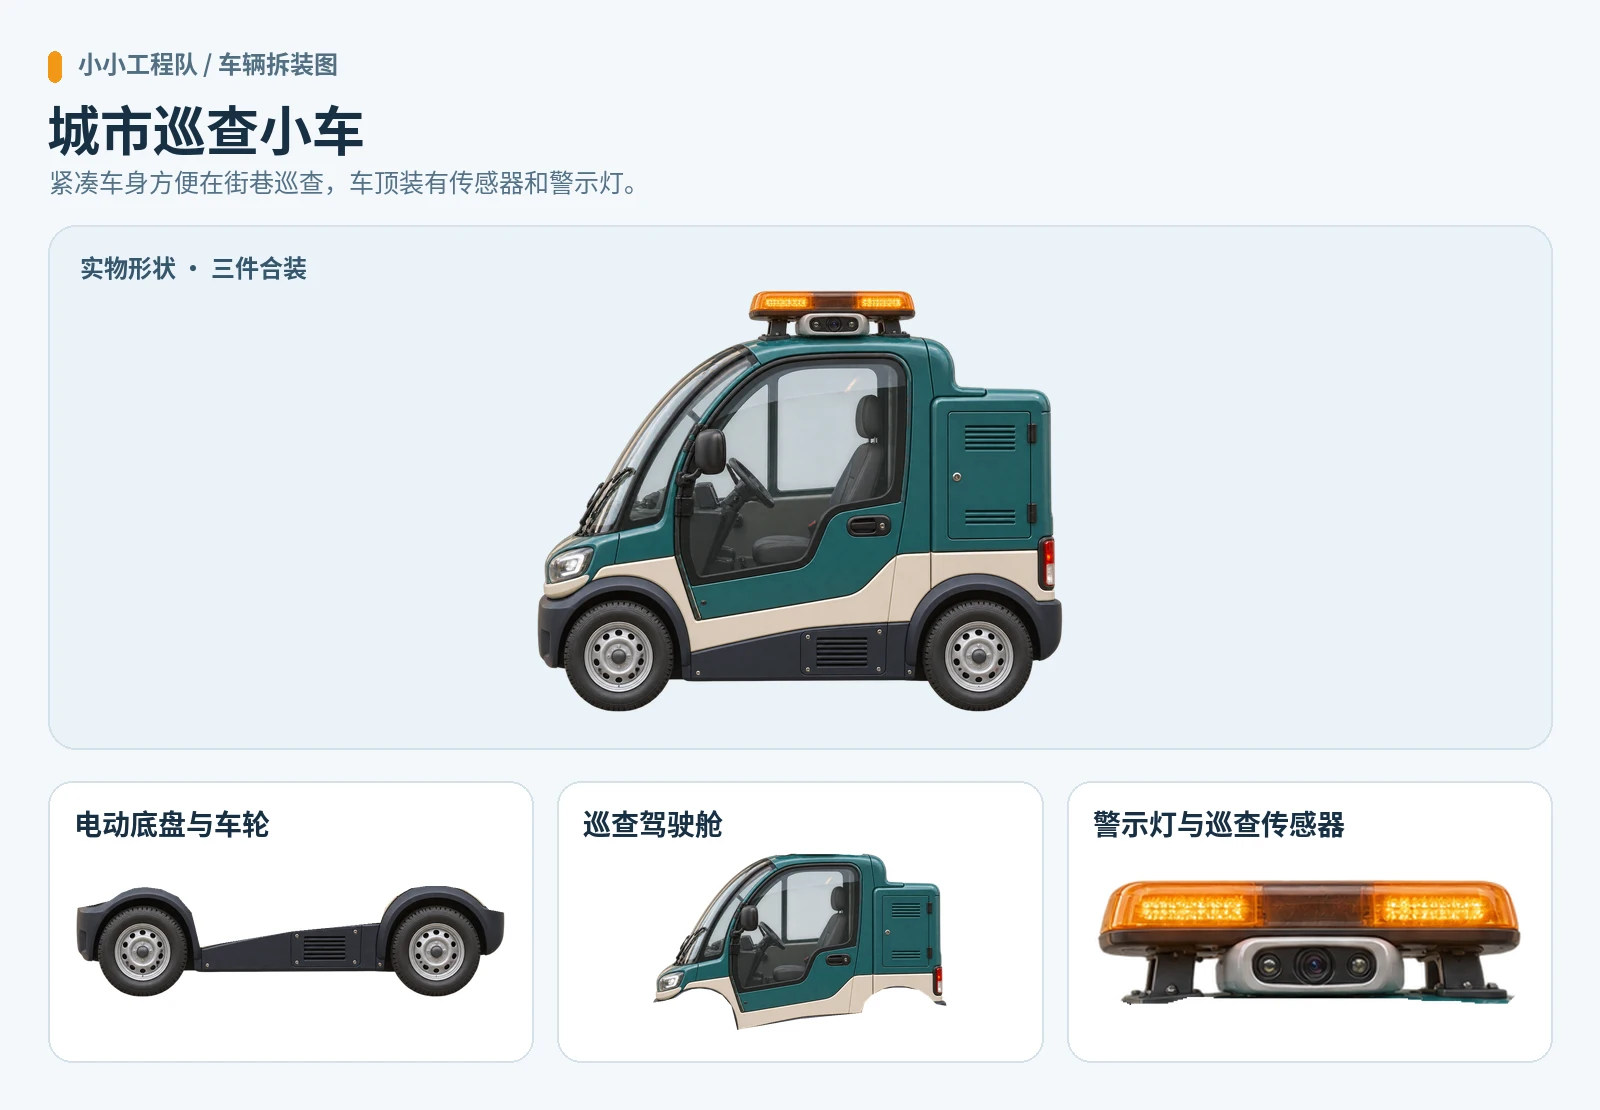 小小工程队 / 车辆拆装图
城市巡查小车
紧凑车身方便在街巷巡查，车顶装有传感器和警示灯。
实物形状 · 三件合装
电动底盘与车轮
巡查驾驶舱
警示灯与巡查传感器